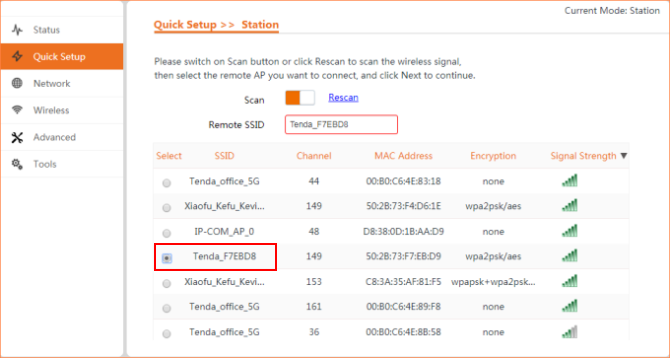 Current Mode: Station
Status
Quick Setup
Network
Wireless
Advanced
Tools
Quick Setup >> Station
Please switch on Scan button or click Rescan to scan the wireless signal,
then select the remote AP you want to connect, and click Next to continue.
Scan Rescan
Remote SSID Tenda_F7EBD8
Select SSID Channel MAC Address Encryption Signal Strength ▼
Tenda_office_5G 44 00:B0:C6:4E:83:18 none
Xiaofu_Kefu_Kevi... 149 50:2B:73:F4:D6:1E wpa2psk/aes
IP-COM_AP_0 48 D8:38:0D:1B:AA:D9 none
Tenda_F7EBD8 149 50:2B:73:F7:EB:D9 wpa2psk/aes
Xiaofu_Kefu_Kevi... 153 C8:3A:35:AF:81:F5 wpapsk+wpa2psk...
Tenda_office_5G 161 00:B0:C6:4E:89:F8 none
Tenda_office_5G 36 00:B0:C6:4E:8B:58 none